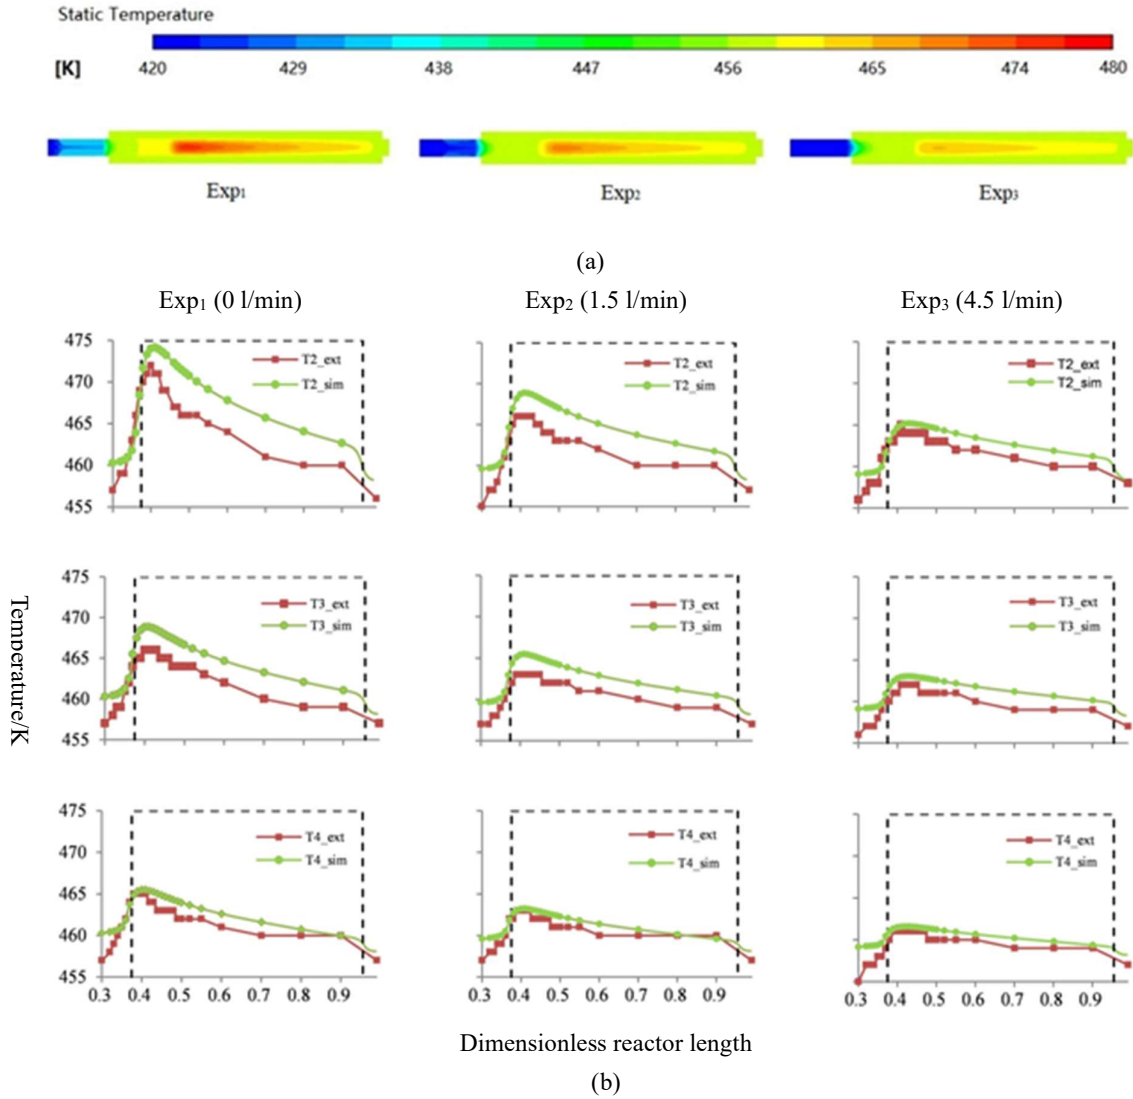 Static Temperature
[K] 420 429 438 447 456 465 474 480
Exp₁ Exp₂ Exp₃
(a)
Exp₁ (0 l/min) Exp₂ (1.5 l/min) Exp₃ (4.5 l/min)
475
470
465
460
455
T2_ext
T2_sim
T2_ext
T2_sim
T2_ext
T2_sim
Temperature/K
475
470
465
460
455
T3_ext
T3_sim
T3_ext
T3_sim
T3_ext
T3_sim
475
470
465
460
455
T4_ext
T4_sim
T4_ext
T4_sim
T4_ext
T4_sim
0.3 0.4 0.5 0.6 0.7 0.8 0.9
0.3 0.4 0.5 0.6 0.7 0.8 0.9
0.3 0.4 0.5 0.6 0.7 0.8 0.9
Dimensionless reactor length
(b)